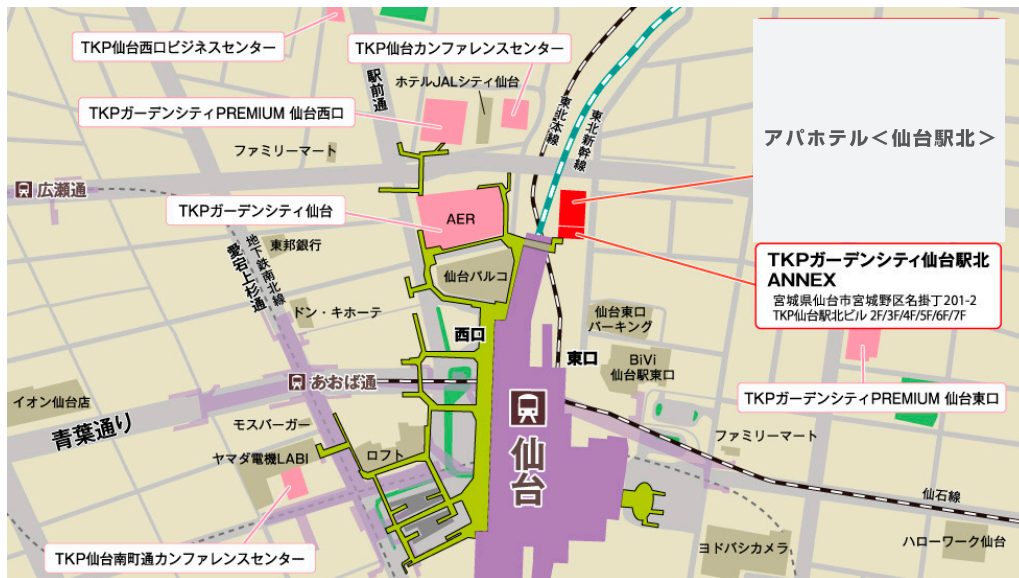 TKP仙台西口ビジネスセンター
TKP仙台カンファレンスセンター
駅前通
ホテルJALシティ仙台
TKPガーデンシティPREMIUM 仙台西口
東北本線
東北新幹線
アパホテル<仙台駅北>
ファミリーマート
広瀬通
TKPガーデンシティ仙台
AER
東邦銀行
地下鉄南北線
愛宕上杉通
仙台パルコ
TKPガーデンシティ仙台駅北
ANNEX
宮城県仙台市宮城野区名掛丁201-2
TKP仙台駅北ビル 2F/3F/4F/5F/6F/7F
ドン・キホーテ
西口
東口
仙台東口
パーキング
BiVi
仙台駅東口
あおば通
TKPガーデンシティPREMIUM 仙台東口
イオン仙台店
青葉通り
モスバーガー
ヤマダ電機LABI
ロフト
仙台
ファミリーマート
仙石線
TKP仙台南町通カンファレンスセンター
ヨドバシカメラ
ハローワーク仙台